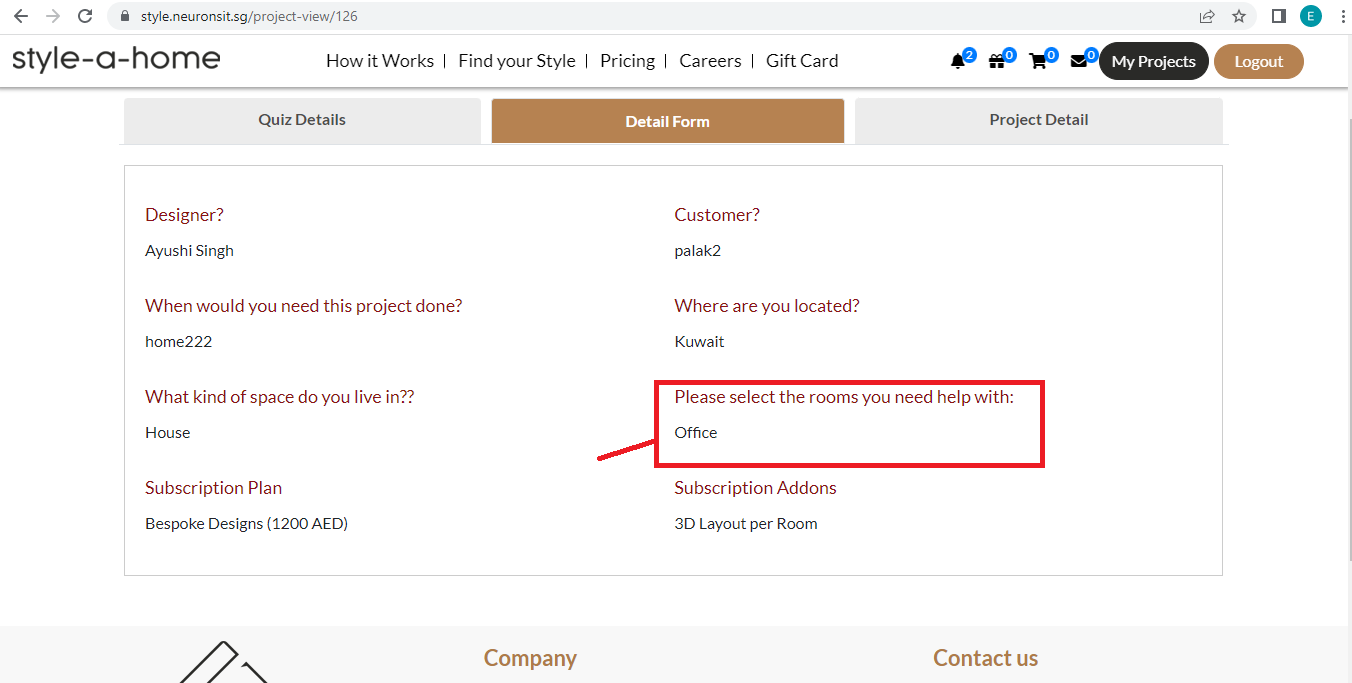 style.neuronsit.sg/project-view/126
E
style-a-home
How it Works | Find your Style | Pricing | Careers | Gift Card
2 0 0 0
My Projects
Logout
Quiz Details
Detail Form
Project Detail
Designer?
Customer?
Ayushi Singh
palak2
When would you need this project done?
Where are you located?
home222
Kuwait
What kind of space do you live in??
Please select the rooms you need help with:
House
Office
Subscription Plan
Subscription Addons
Bespoke Designs (1200 AED)
3D Layout per Room
Company
Contact us